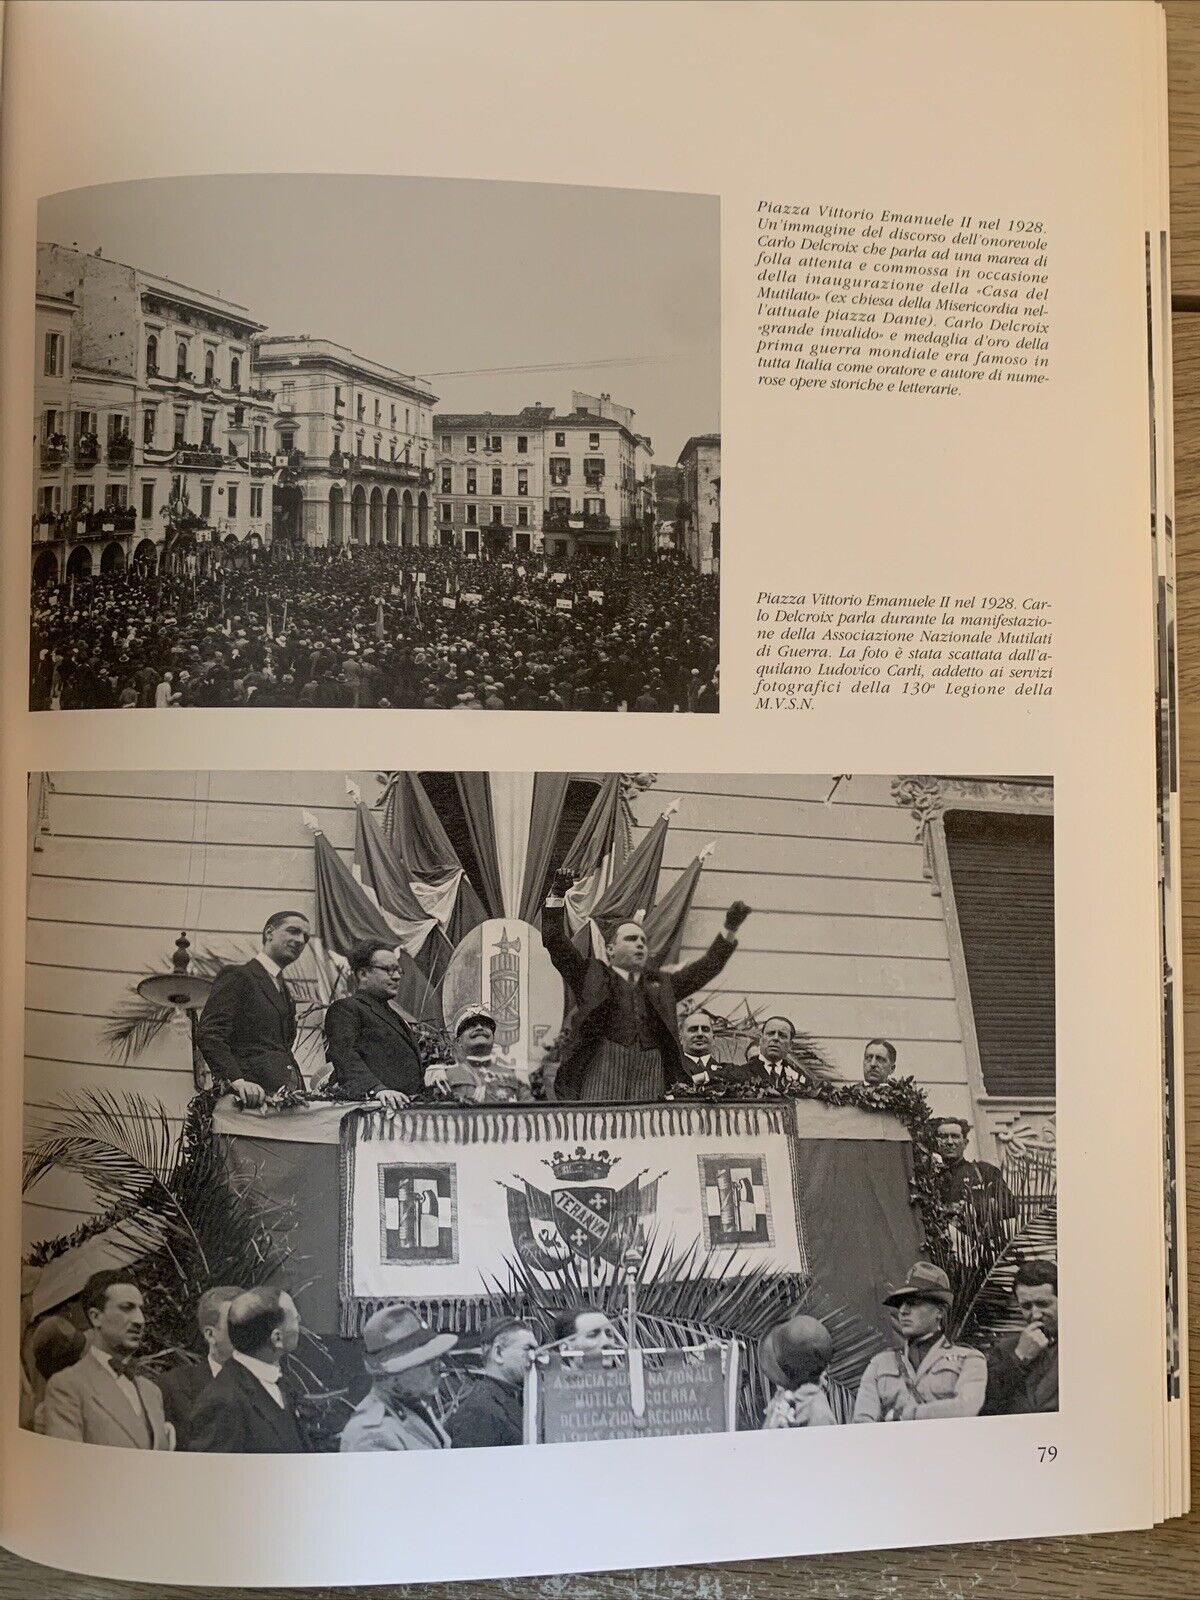 Piazza Vittorio Emanuele II nel 1928.
Un'immagine del discorso dell'onorevole
Carlo Delcroix che parla ad una marea di
folla attenta e commossa in occasione
della inaugurazione della «Casa del
Mutilato» (ex chiesa della Misericordia nel-
l'attuale piazza Dante). Carlo Delcroix
«grande invalido» e medaglia d'oro della
prima guerra mondiale era famoso in
tutta Italia come oratore e autore di nume-
rose opere storiche e letterarie.
Piazza Vittorio Emanuele II nel 1928. Car-
lo Delcroix parla durante la manifestazio-
ne della Associazione Nazionale Mutilati
di Guerra. La foto è stata scattata dall'a-
quilano Ludovico Carli, addetto ai servizi
fotografici della 130ª Legione della
M.V.S.N.
TERANVM
ASSOCIAZIONE NAZIONALE
MUTILATI GUERRA
DELEGAZIONE REGIONALE
79